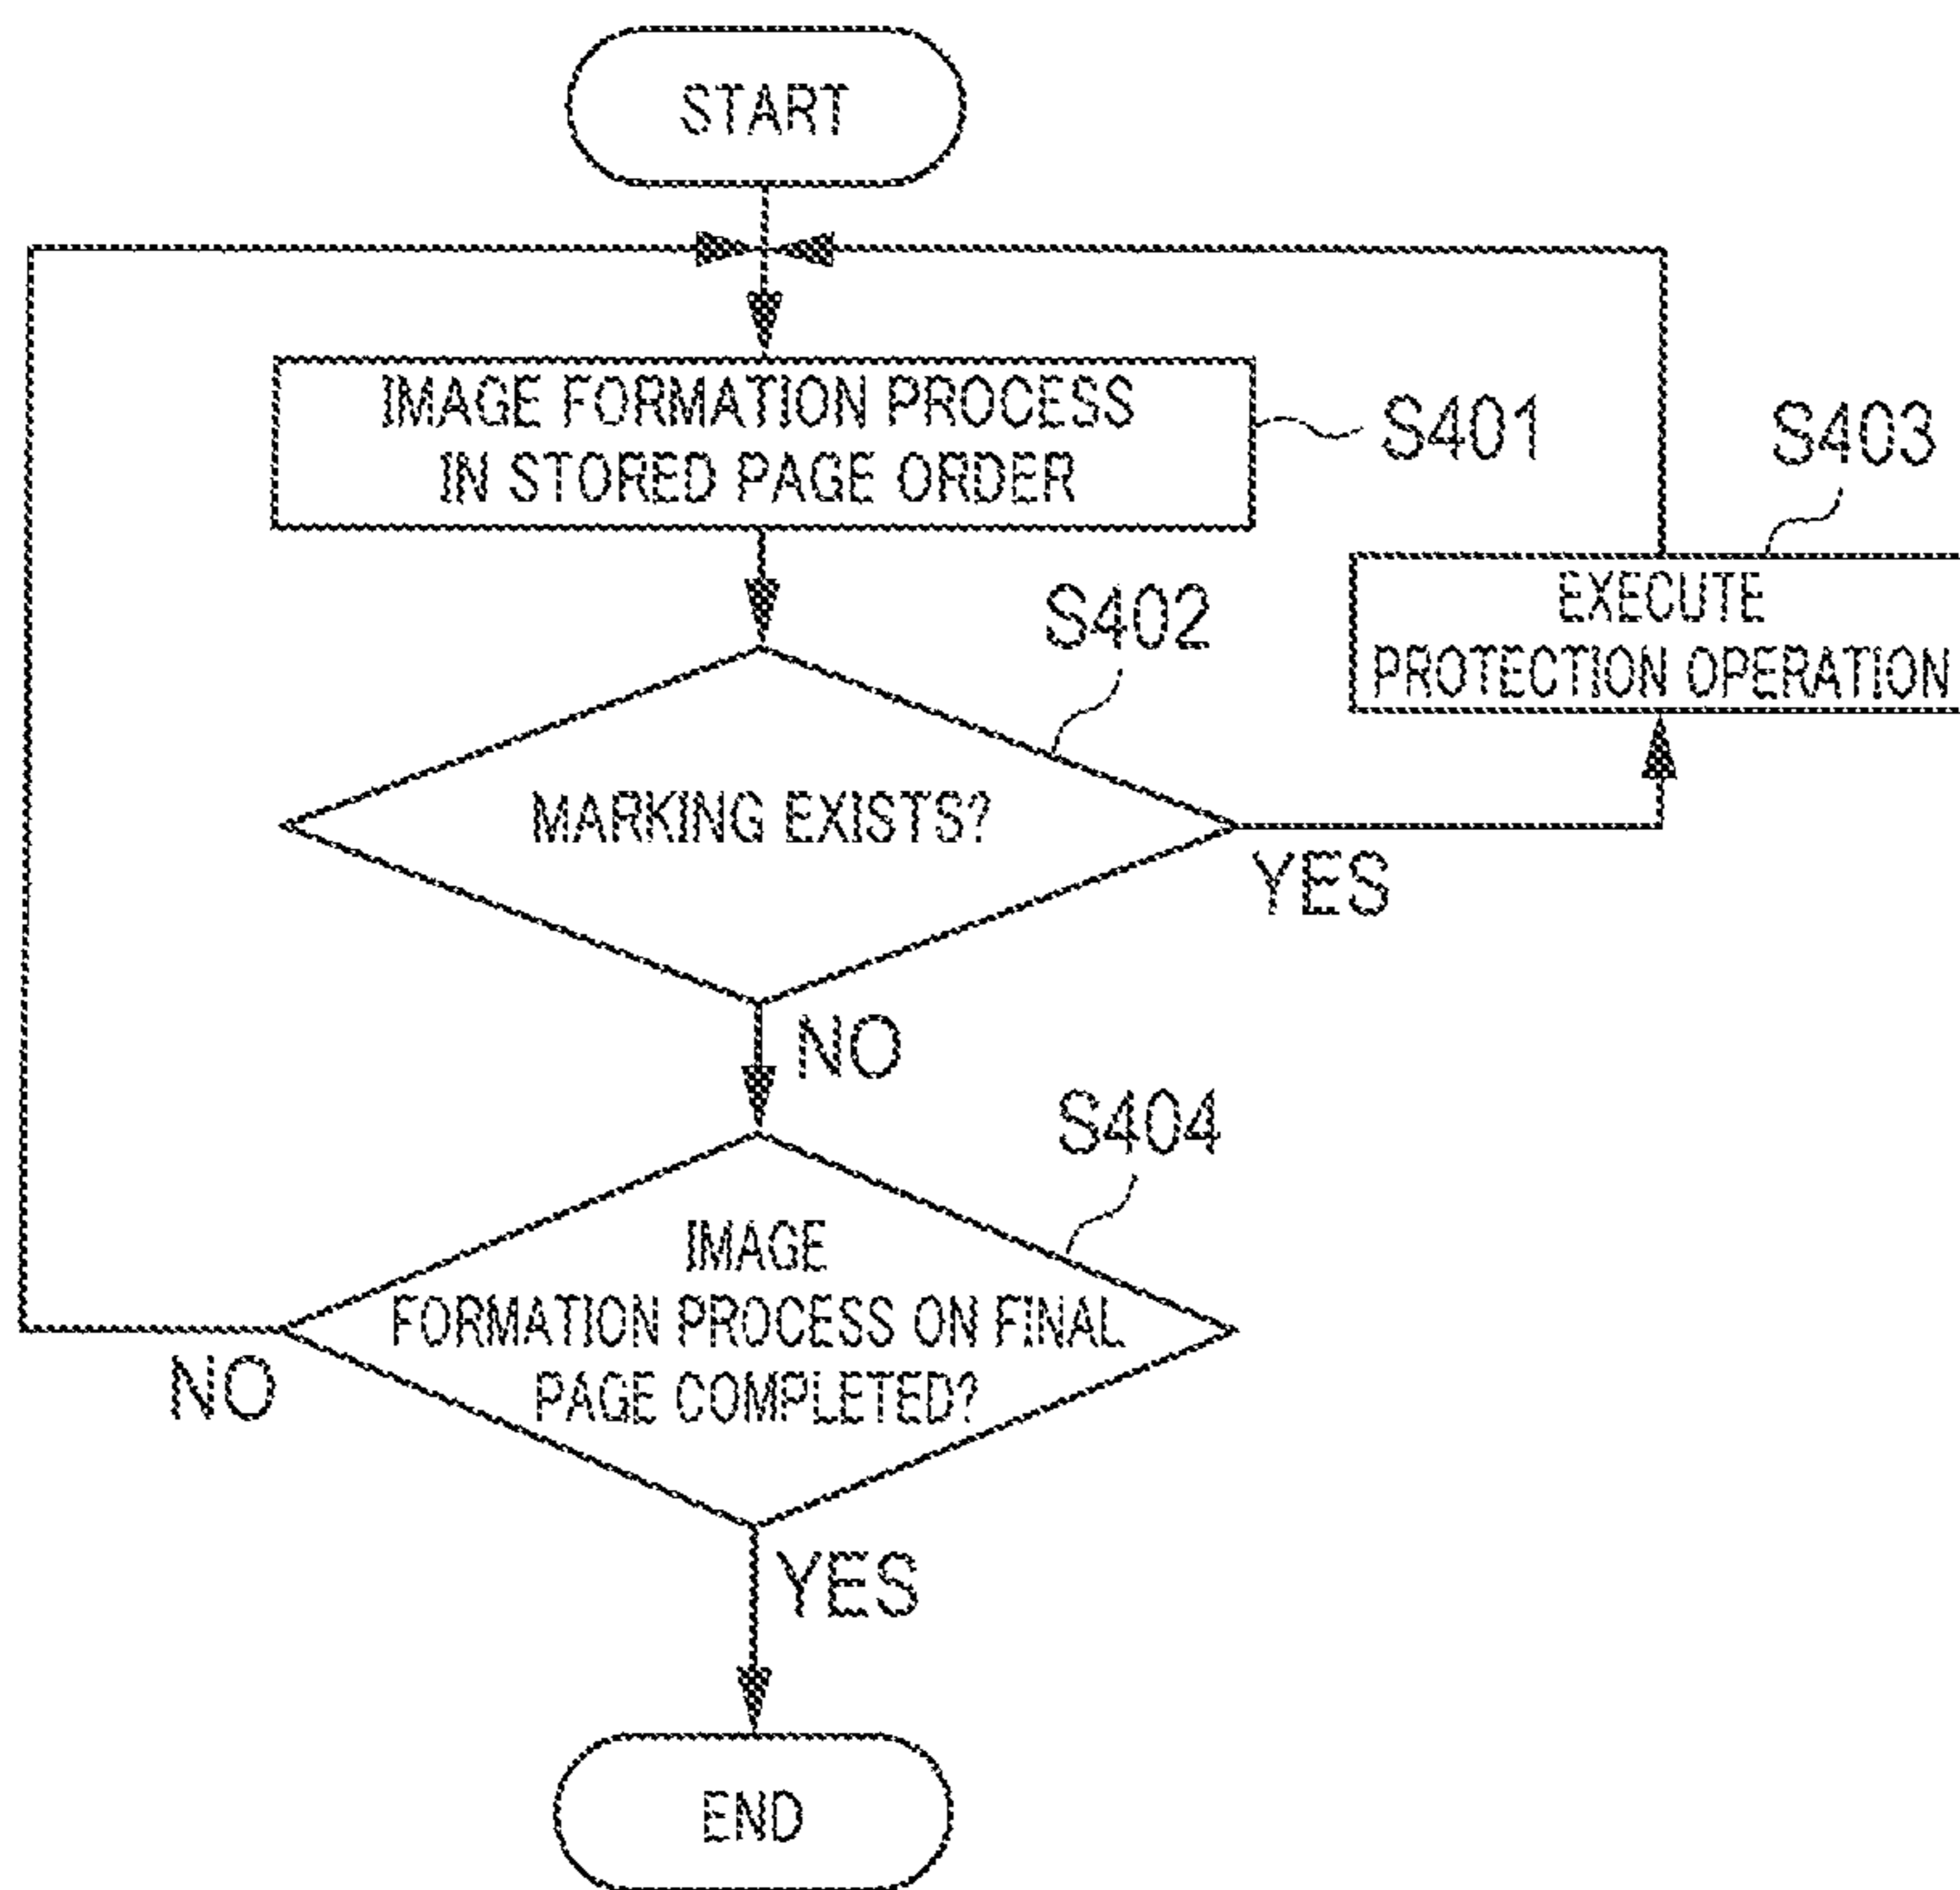 START
IMAGE FORMATION PROCESS
IN STORED PAGE ORDER
S401
S403
EXECUTE
PROTECTION OPERATION
S402
MARKING EXISTS?
YES
NO
S404
IMAGE
FORMATION PROCESS ON FINAL
PAGE COMPLETED?
NO
YES
END